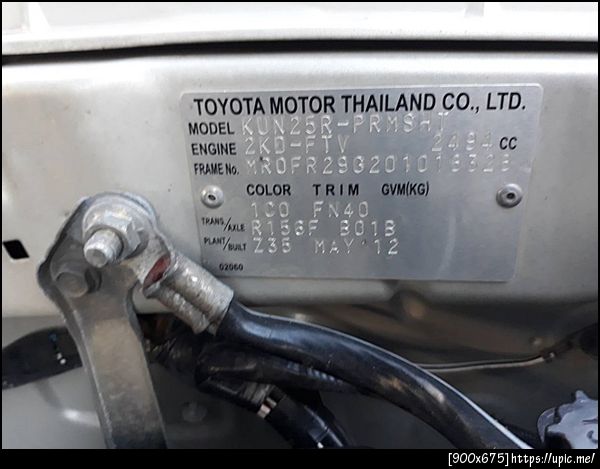 TOYOTA MOTOR THAILAND CO., LTD.
MODEL KUN25R-PRMSHT
ENGINE 2KD-FTV 2494 CC
FRAME No.
COLOR TRIM GVM(KG)
1C0 FN40
TRANS/AXLE R156F B01B
PLANT/BUILT Z35 MAY'12
02060
[900x675]https://upic.me/